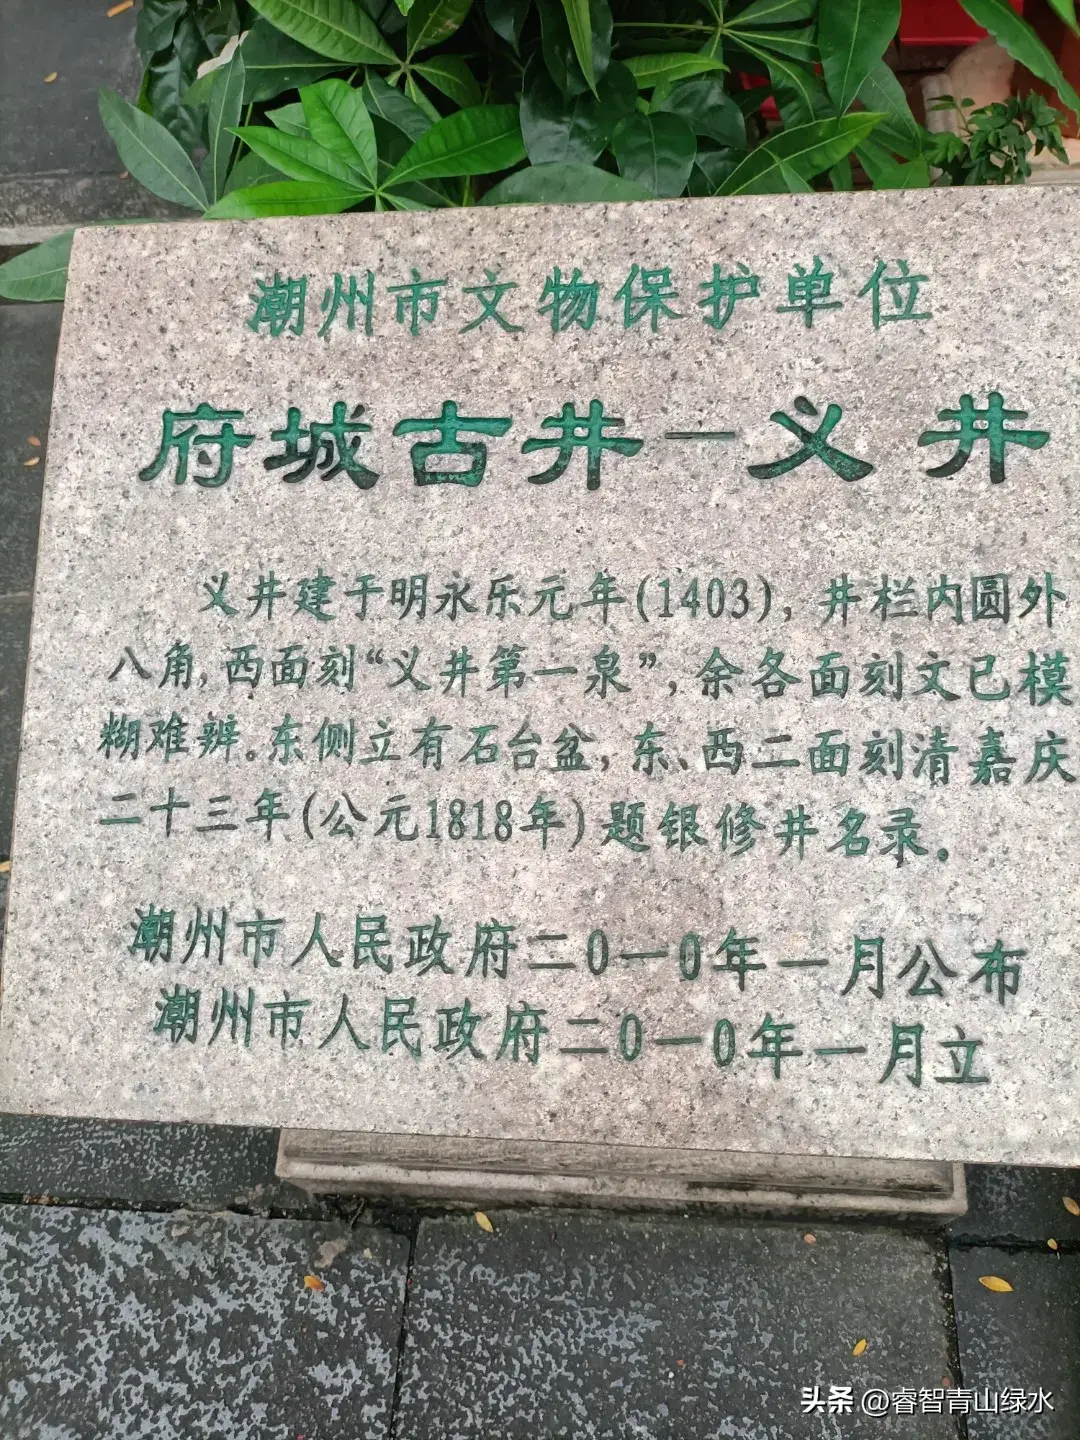 潮州市文物保护单位
府城古井—义井
义井建于明永乐元年(1403)，井栏内圆外
八角，西面刻“义井第一泉”，余各面刻文已模
糊难辨。东侧立有石台盆，东、西二面刻清嘉庆
二十三年(公元1818年)题银修井名录。
潮州市人民政府二0一0年一月公布
潮州市人民政府二0一0年一月立
头条 @睿智青山绿水